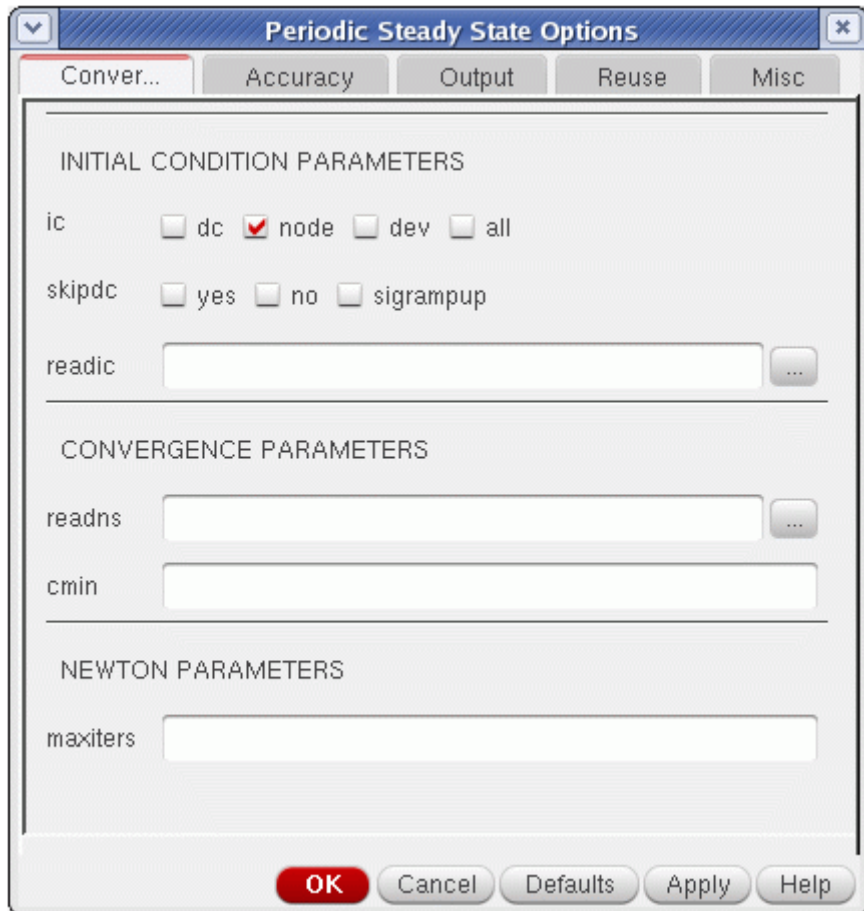 Periodic Steady State Options
Conver... Accuracy Output Reuse Misc
INITIAL CONDITION PARAMETERS
ic dc node dev all
skipdc yes no sigrampup
readic ...
CONVERGENCE PARAMETERS
readns ...
cmin
NEWTON PARAMETERS
maxiters
OK Cancel Defaults Apply Help